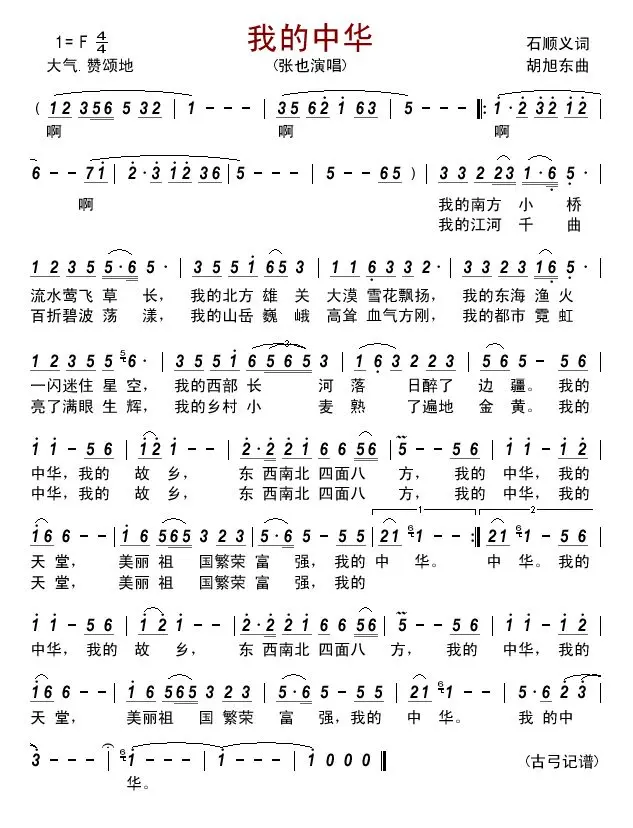 我的中华
1= F 4/4
石顺义词
大气 赞颂地
(张也演唱)
胡旭东曲
( 1 2 3 5 6 5 5 3 2 | 1 - - - | 3 5 6 2 1 6 3 | 5 - - - |: 1 · 2 3 2 1 2 |
啊 啊 啊
6 - - 7 1 | 2 · 3 1 2 3 6 | 5 - - - | 5 - - 6 5 ) | 3 3 2 2 2 3 1 · 6 5 · |
啊 我的南方 小 桥
我的江河 千 曲
1 2 3 5 5 · 6 5 · | 3 5 5 1 6 5 3 | 1 1 6 3 3 2 · | 3 3 2 3 1 6 5 · |
流水莺飞 草 长， 我的北方 雄 关 大漠 雪花飘扬， 我的东海 渔 火
百折碧波 荡 漾， 我的山岳 巍 峨 高耸 血气方刚， 我的都市 霓 虹
1 2 3 5 5 5 6 · | 3 5 5 1 6 5 6 5 3 | 1 6 3 2 2 3 | 5 6 5 5 - 5 6 |
一闪迷住 星 空， 我的西部 长 河 落 日醉了 边 疆。 我的
亮了满眼 生 辉， 我的乡村 小 麦 熟 了遍地 金 黄。 我的
1 1 - 5 6 | 1 2 1 - - | 2 · 2 2 1 6 6 5 6 | 5 - - 5 6 | 1 1 - 1 2 |
中华，我的 故 乡， 东 西南北 四面八 方， 我的 中华，我的
中华，我的 故 乡， 东 西南北 四面八 方， 我的 中华，我的
1 6 6 - - | 1 6 5 6 5 3 2 3 | 5 · 6 5 - 5 5 | 2 1 6 1 - - :| 2 1 6 1 - 5 6 |
天 堂， 美丽 祖 国繁荣 富 强，我的 中 华。 中 华。 我的
天 堂， 美丽 祖 国繁荣 富 强，我的
1 1 - 5 6 | 1 2 1 - - | 2 · 2 2 1 6 6 5 6 | 5 - - 5 6 | 1 1 - 1 2 |
中华， 我的 故 乡， 东 西南北 四面八 方， 我的 中华，我的
1 6 6 - - | 1 6 5 6 5 3 2 3 | 5 · 6 5 - 5 5 | 2 1 6 1 - - | 5 · 6 6 2 3 |
天 堂， 美丽祖 国 繁荣 富 强，我的 中 华。 我 的中
3 - - - | 6 1 - - - | 1 - - - | 1 0 0 0 ‖ (古弓记谱)
华。